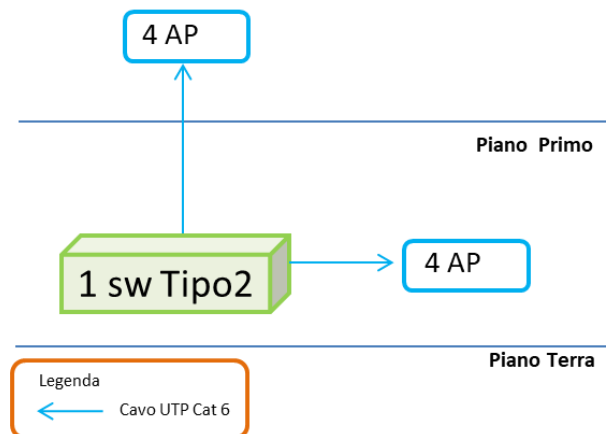 4 AP
Piano Primo
1 sw Tipo2
4 AP
Piano Terra
Legenda
Cavo UTP Cat 6